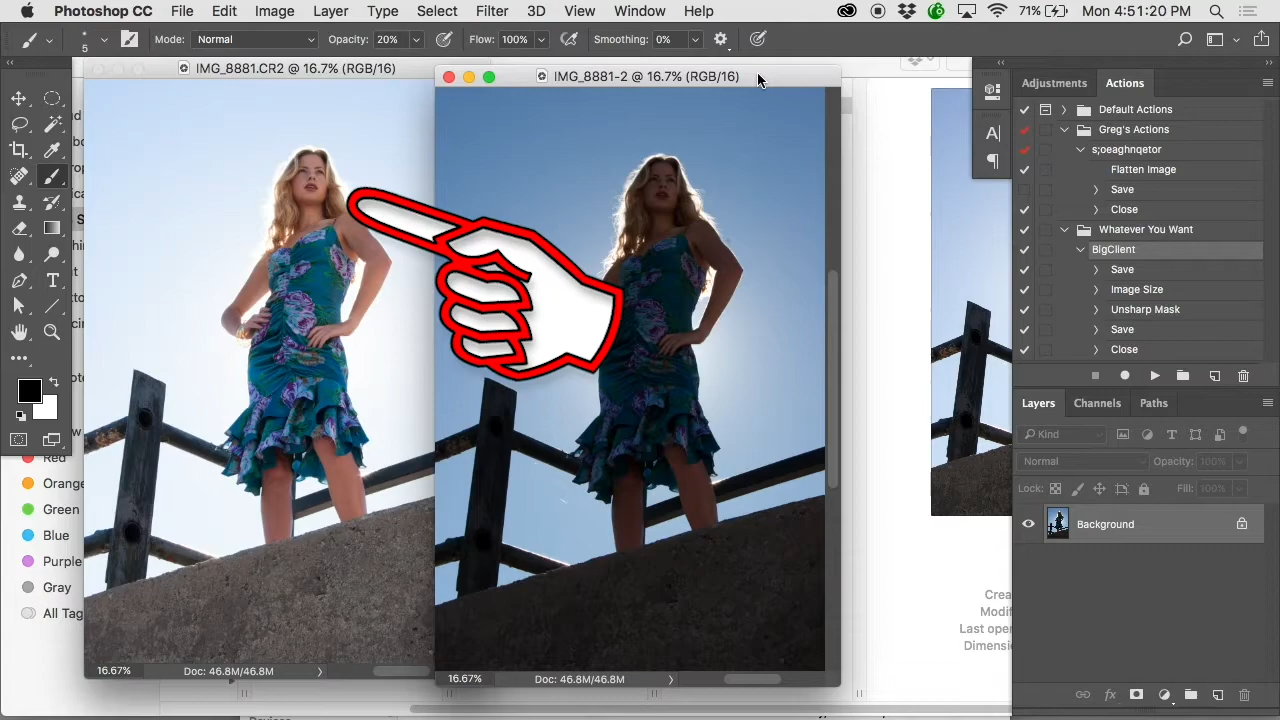 Photoshop CC File Edit Image Layer Type Select Filter 3D View Window Help 71% Mon 4:51:20 PM
5 Mode: Normal Opacity: 20% Flow: 100% Smoothing: 0%
IMG_8881.CR2 @ 16.7% (RGB/16)
IMG_8881-2 @ 16.7% (RGB/16)
Red
Orange
Green
Blue
Purple
Gray
All Tag
16.67% Doc: 46.8M/46.8M
16.67% Doc: 46.8M/46.8M
Crea
Modif
Last oper
Dimensio
Adjustments Actions
Default Actions
Greg's Actions
s;oeaghnqetor
Flatten Image
Save
Close
Whatever You Want
BigClient
Save
Image Size
Unsharp Mask
Save
Close
Layers Channels Paths
Kind
Normal Opacity: 100%
Lock: Fill: 100%
Background